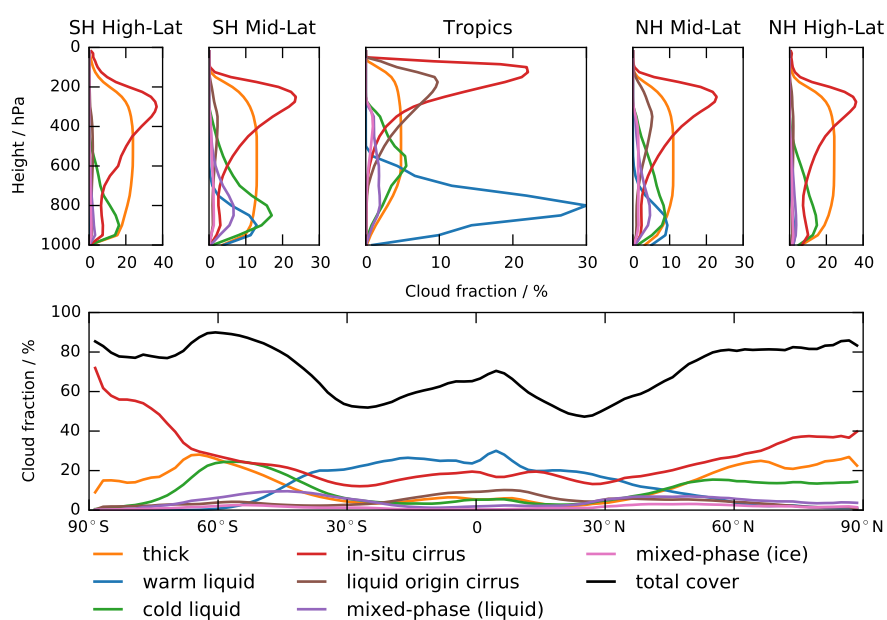 SH High-Lat SH Mid-Lat Tropics NH Mid-Lat NH High-Lat
0
200
400
600
800
1000
Height / hPa
0 20 40 0 10 20 30 0 10 20 30 0 10 20 30 0 20 40
Cloud fraction / %
100
80
60
40
20
0
Cloud fraction / %
90°S 60°S 30°S 0 30°N 60°N 90°N
thick in-situ cirrus mixed-phase (ice)
warm liquid liquid origin cirrus total cover
cold liquid mixed-phase (liquid)